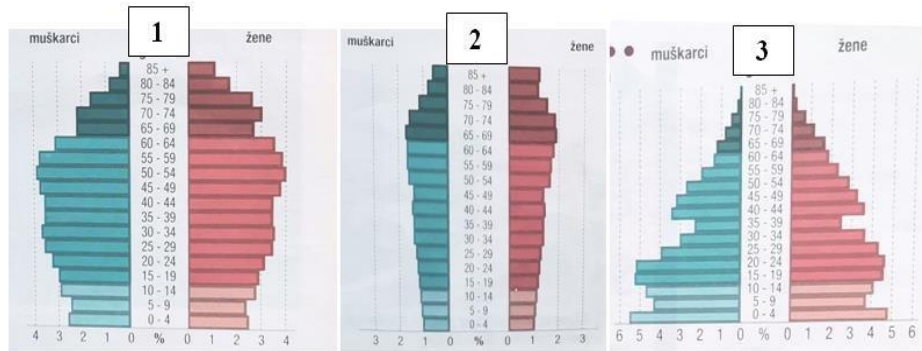 1
muškarci
žene
85 +
80 - 84
75 - 79
70 - 74
65 - 69
60 - 64
55 - 59
50 - 54
45 - 49
40 - 44
35 - 39
30 - 34
25 - 29
20 - 24
15 - 19
10 - 14
5 - 9
0 - 4
4 3 2 1 0 % 0 1 2 3 4
2
muškarci
žene
85 +
80 - 84
75 - 79
70 - 74
65 - 69
60 - 64
55 - 59
50 - 54
45 - 49
40 - 44
35 - 39
30 - 34
25 - 29
20 - 24
15 - 19
10 - 14
5 - 9
0 - 4
3 2 1 0 % 0 1 2 3
3
muškarci
žene
85 +
80 - 84
75 - 79
70 - 74
65 - 69
60 - 64
55 - 59
50 - 54
45 - 49
40 - 44
35 - 39
30 - 34
25 - 29
20 - 24
15 - 19
10 - 14
5 - 9
0 - 4
6 5 4 3 2 1 0 % 0 1 2 3 4 5 6